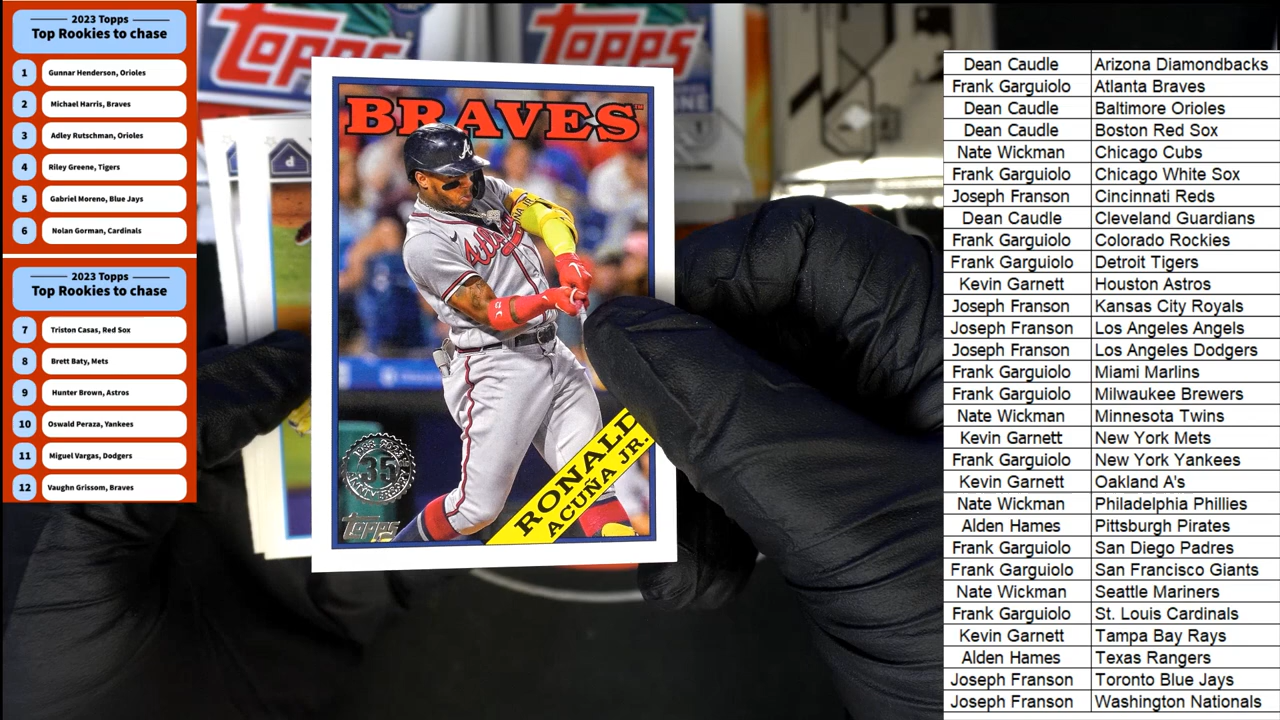 2023 Topps
Top Rookies to chase
1 Gunnar Henderson, Orioles
2 Michael Harris, Braves
3 Adley Rutschman, Orioles
4 Riley Greene, Tigers
5 Gabriel Moreno, Blue Jays
6 Nolan Gorman, Cardinals
2023 Topps
Top Rookies to chase
7 Triston Casas, Red Sox
8 Brett Baty, Mets
9 Hunter Brown, Astros
10 Oswald Peraza, Yankees
11 Miguel Vargas, Dodgers
12 Vaughn Grissom, Braves
Topps
Topps
BRAVES
A
Atlanta
35
ANNIVERSARY
Topps
RONALD
ACUÑA JR.
d
Dean Caudle Arizona Diamondbacks
Frank Garguiolo Atlanta Braves
Dean Caudle Baltimore Orioles
Dean Caudle Boston Red Sox
Nate Wickman Chicago Cubs
Frank Garguiolo Chicago White Sox
Joseph Franson Cincinnati Reds
Dean Caudle Cleveland Guardians
Frank Garguiolo Colorado Rockies
Frank Garguiolo Detroit Tigers
Kevin Garnett Houston Astros
Joseph Franson Kansas City Royals
Joseph Franson Los Angeles Angels
Joseph Franson Los Angeles Dodgers
Frank Garguiolo Miami Marlins
Frank Garguiolo Milwaukee Brewers
Nate Wickman Minnesota Twins
Kevin Garnett New York Mets
Frank Garguiolo New York Yankees
Kevin Garnett Oakland A's
Nate Wickman Philadelphia Phillies
Alden Hames Pittsburgh Pirates
Frank Garguiolo San Diego Padres
Frank Garguiolo San Francisco Giants
Nate Wickman Seattle Mariners
Frank Garguiolo St. Louis Cardinals
Kevin Garnett Tampa Bay Rays
Alden Hames Texas Rangers
Joseph Franson Toronto Blue Jays
Joseph Franson Washington Nationals